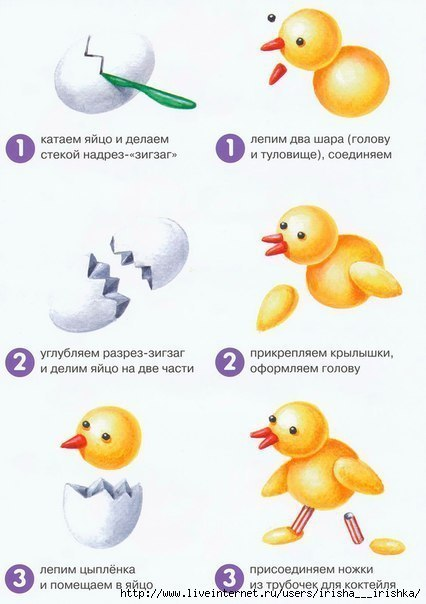 1
катаем яйцо и делаем
стекой надрез-«зигзаг»
1
лепим два шара (голову
и туловище), соединяем
2
углубляем разрез-зигзаг
и делим яйцо на две части
2
прикрепляем крылышки,
оформляем голову
3
лепим цыплёнка
и помещаем в яйцо
3
присоединяем ножки
из трубочек для коктейля
http://www.liveinternet.ru/users/irisha___irishka/